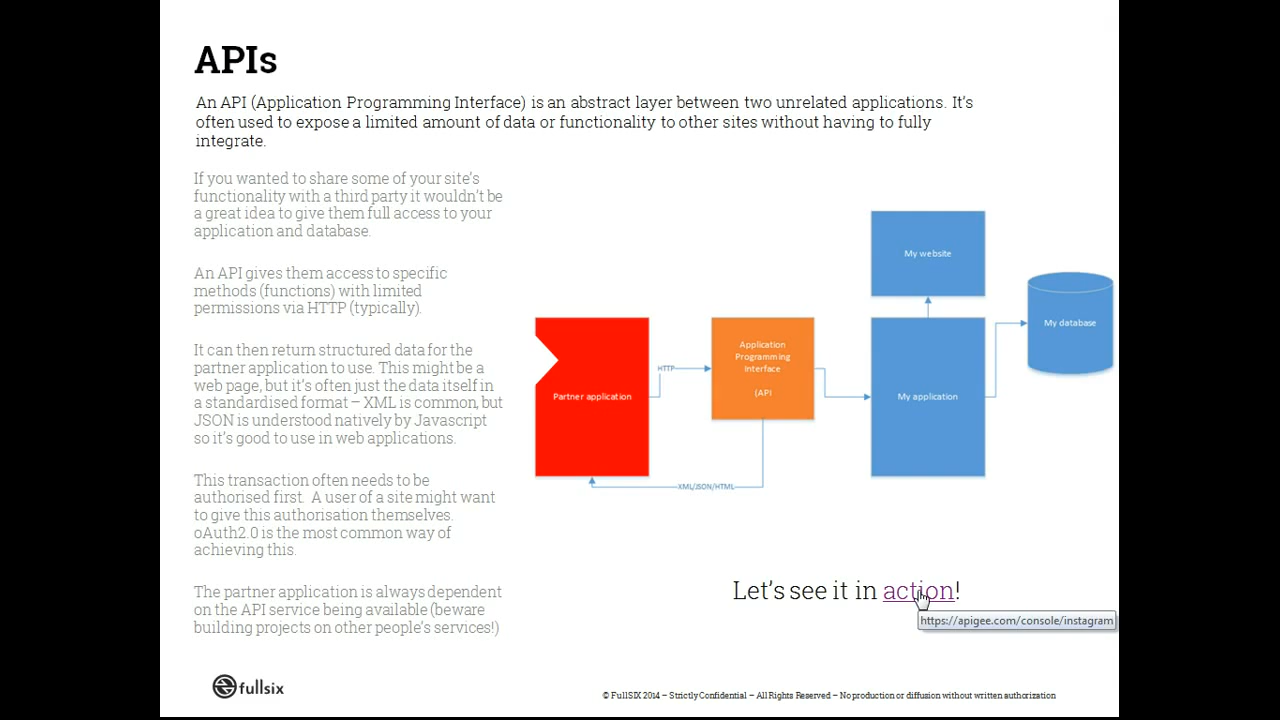 APIs
An API (Application Programming Interface) is an abstract layer between two unrelated applications. It's
often used to expose a limited amount of data or functionality to other sites without having to fully
integrate.
If you wanted to share some of your site's
functionality with a third party it wouldn't be
a great idea to give them full access to your
application and database.
An API gives them access to specific
methods (functions) with limited
permissions via HTTP (typically).
It can then return structured data for the
partner application to use. This might be a
web page, but it's often just the data itself in
a standardised format – XML is common, but
JSON is understood natively by Javascript
so it's good to use in web applications.
This transaction often needs to be
authorised first.  A user of a site might want
to give this authorisation themselves.
oAuth2.0 is the most common way of
achieving this.
The partner application is always dependent
on the API service being available (beware
building projects on other people's services!)
My website
My database
Partner application
HTTP
Application
Programming
Interface
(API
My application
XML/JSON/HTML
Let's see it in action!
https://apigee.com/console/instagram
fullsix
© FullSIX 2014 – Strictly Confidential – All Rights Reserved – No production or diffusion without written authorization